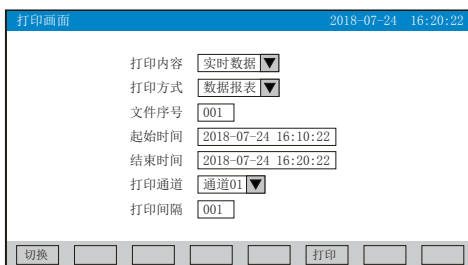 打印画面 2018-07-24 16:20:22
打印内容 实时数据
打印方式 数据报表
文件序号 001
起始时间 2018-07-24 16:10:22
结束时间 2018-07-24 16:20:22
打印通道 通道01
打印间隔 001
切换 打印